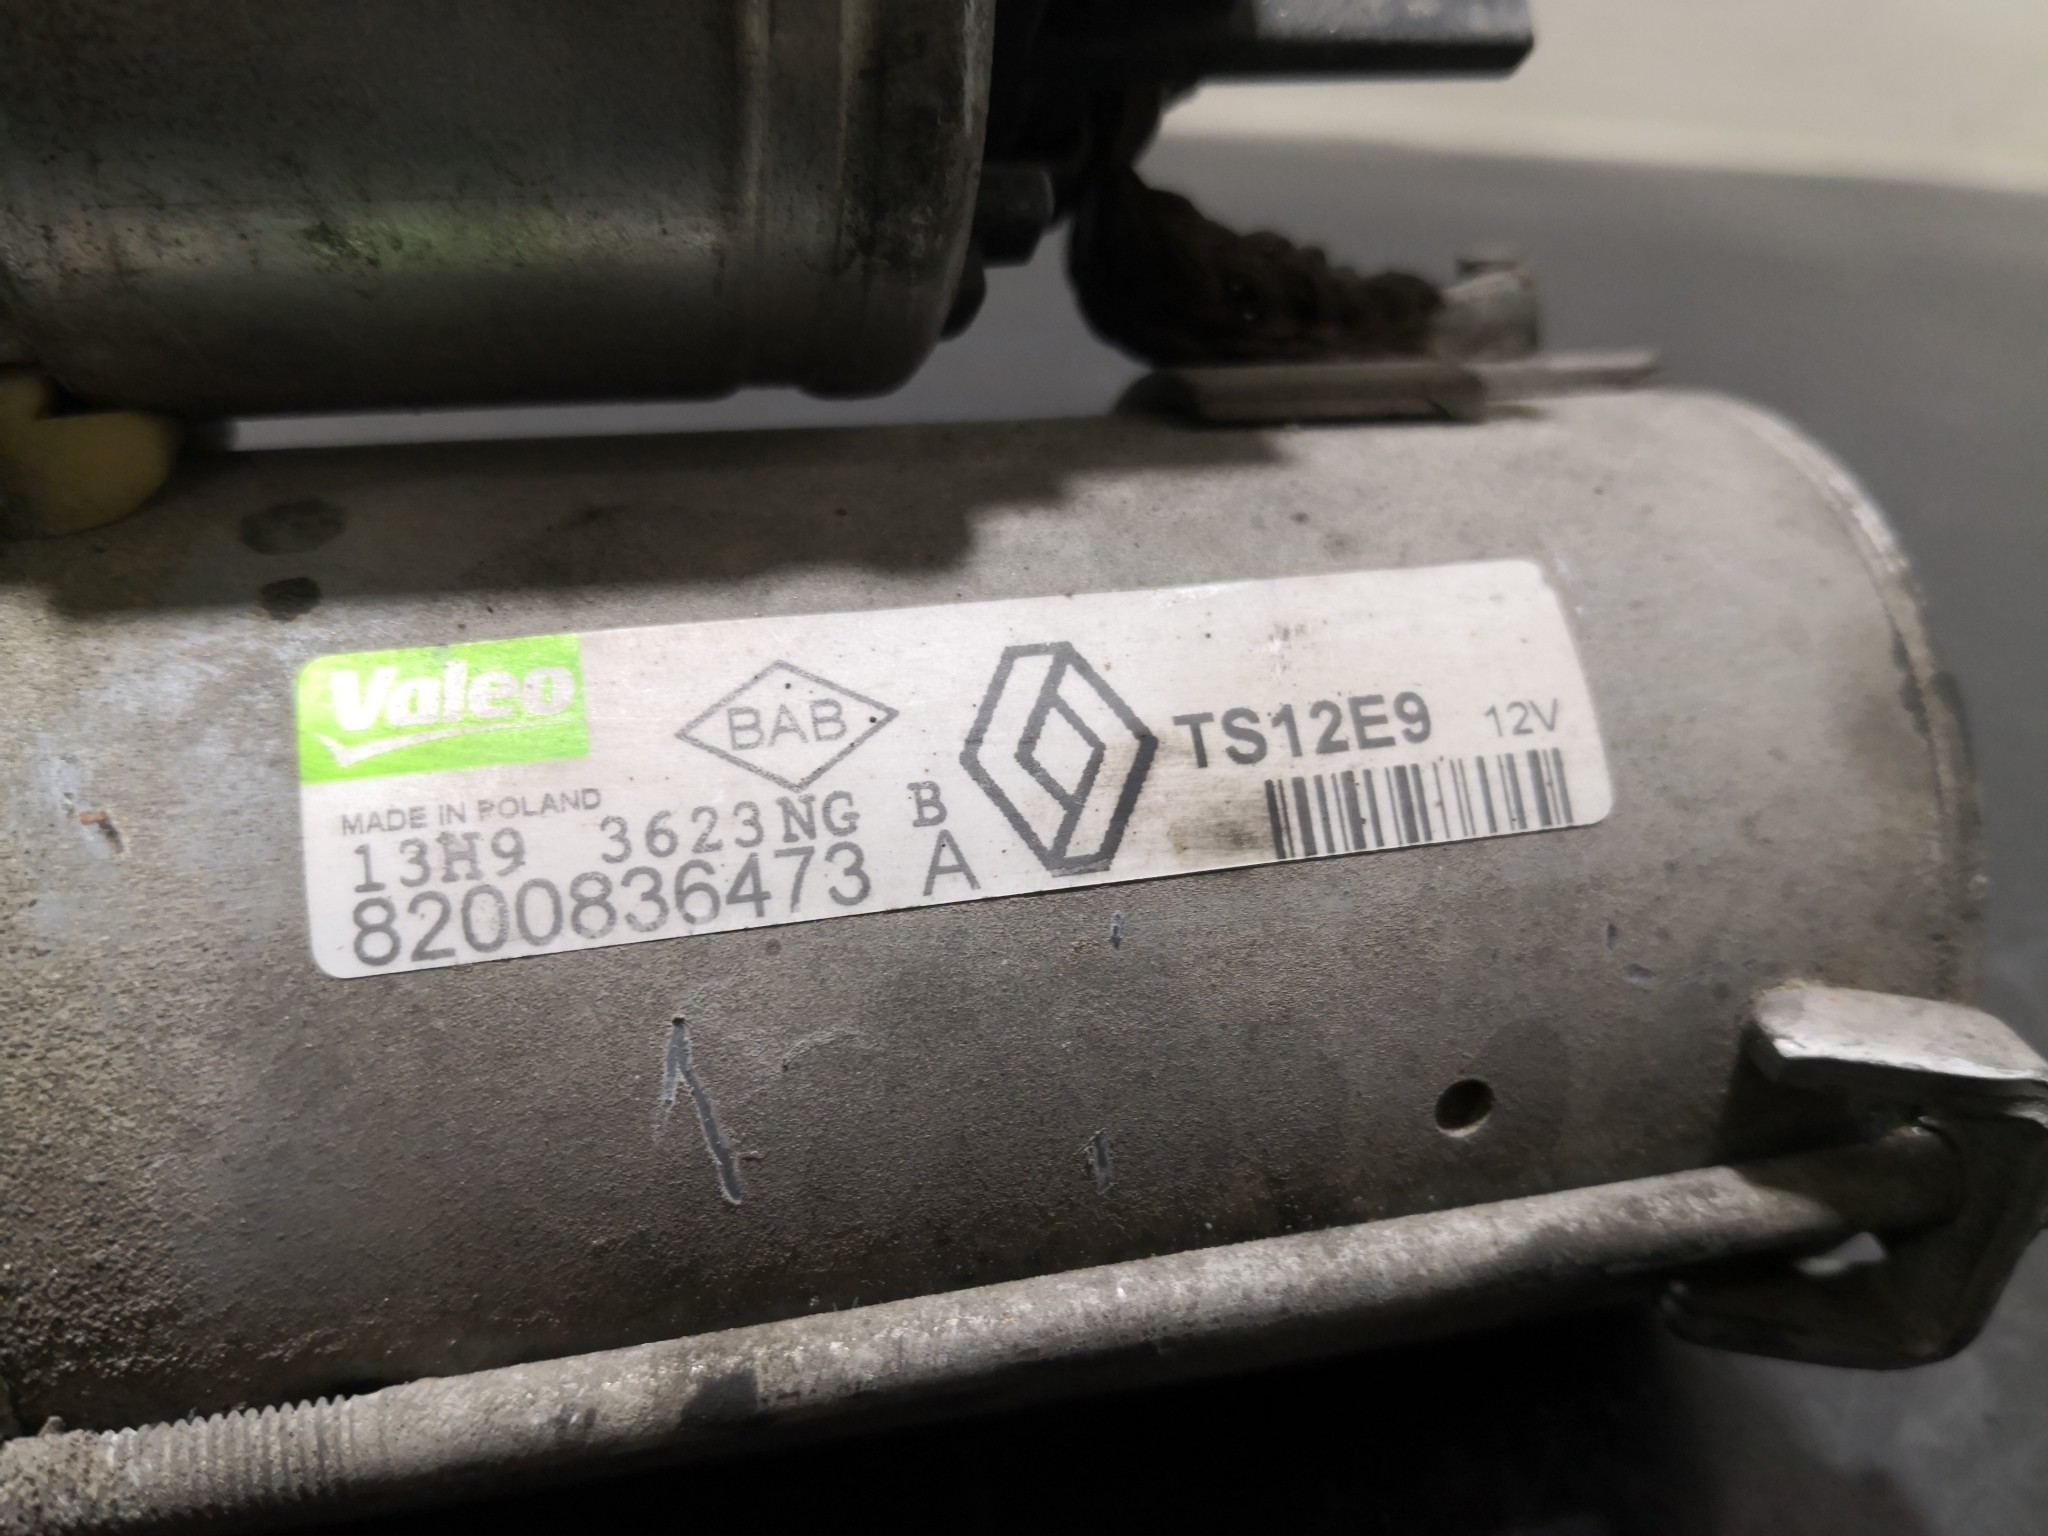 Valeo
BAB
TS12E9 12V
MADE IN POLAND
13H9 3623NG B
8200836473 A